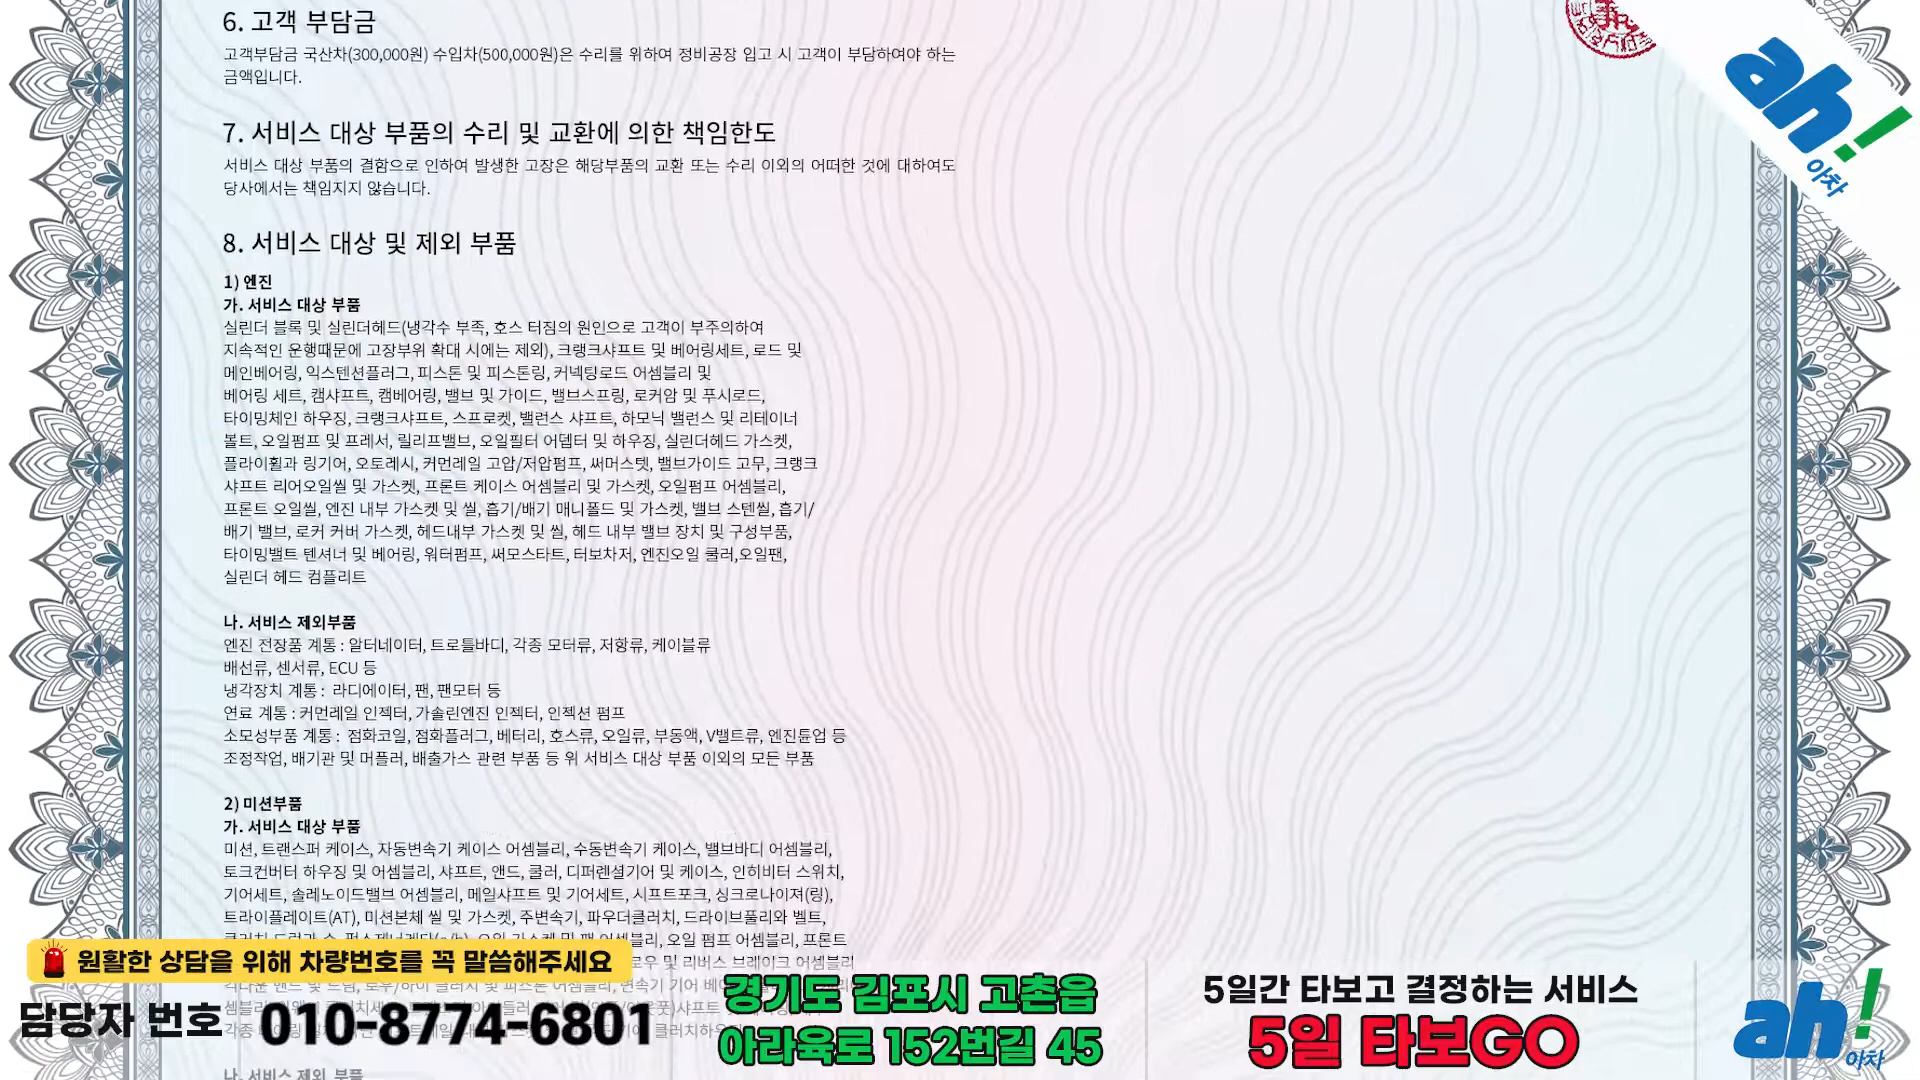 6. 고객 부담금
고객부담금 국산차(300,000원) 수입차(500,000원)은 수리를 위하여 정비공장 입고 시 고객이 부담하여야 하는
금액입니다.
7. 서비스 대상 부품의 수리 및 교환에 의한 책임한도
서비스 대상 부품의 결함으로 인하여 발생한 고장은 해당부품의 교환 또는 수리 이외의 어떠한 것에 대하여도
당사에서는 책임지지 않습니다.
8. 서비스 대상 및 제외 부품
1) 엔진
가. 서비스 대상 부품
실린더 블록 및 실린더헤드(냉각수 부족, 호스 터짐의 원인으로 고객이 부주의하여
지속적인 운행때문에 고장부위 확대 시에는 제외), 크랭크샤프트 및 베어링세트, 로드 및
메인베어링, 익스텐션플러그, 피스톤 및 피스톤링, 커넥팅로드 어셈블리 및
베어링 세트, 캠샤프트, 캠베어링, 밸브 및 가이드, 밸브스프링, 로커암 및 푸시로드,
타이밍체인 하우징, 크랭크샤프트, 스프로켓, 밸런스 샤프트, 하모닉 밸런스 및 리테이너
볼트, 오일펌프 및 프레서, 릴리프밸브, 오일필터 어뎁터 및 하우징, 실린더헤드 가스켓,
플라이휠과 링기어, 오토레시, 커먼레일 고압/저압펌프, 써머스텟, 밸브가이드 고무, 크랭크
샤프트 리어오일씰 및 가스켓, 프론트 케이스 어셈블리 및 가스켓, 오일펌프 어셈블리,
프론트 오일씰, 엔진 내부 가스켓 및 씰, 흡기/배기 매니폴드 및 가스켓, 밸브 스텐씰, 흡기/
배기 밸브, 로커 커버 가스켓, 헤드내부 가스켓 및 씰, 헤드 내부 밸브 장치 및 구성부품,
타이밍밸트 텐셔너 및 베어링, 워터펌프, 써모스타트, 터보차저, 엔진오일 쿨러,오일팬,
실린더 헤드 컴플리트
나. 서비스 제외부품
엔진 전장품 계통 : 알터네이터, 트로틀바디, 각종 모터류, 저항류, 케이블류
배선류, 센서류, ECU 등
냉각장치 계통 : 라디에이터, 팬, 팬모터 등
연료 계통 : 커먼레일 인젝터, 가솔린엔진 인젝터, 인젝션 펌프
소모성부품 계통 : 점화코일, 점화플러그, 베터리, 호스류, 오일류, 부동액, V밸트류, 엔진튠업 등
조정작업, 배기관 및 머플러, 배출가스 관련 부품 등 위 서비스 대상 부품 이외의 모든 부품
2) 미션부품
가. 서비스 대상 부품
미션, 트랜스퍼 케이스, 자동변속기 케이스 어셈블리, 수동변속기 케이스, 밸브바디 어셈블리,
토크컨버터 하우징 및 어셈블리, 샤프트, 앤드, 쿨러, 디퍼렌셜기어 및 케이스, 인히비터 스위치,
기어세트, 솔레노이드밸브 어셈블리, 메일샤프트 및 기어세트, 시프트포크, 싱크로나이져(링),
트라이플레이트(AT), 미션본체 씰 및 가스켓, 주변속기, 파우더클러치, 드라이브풀리와 벨트,
어셈블리, 오일 펌프 어셈블리, 프론트
로우 및 리버스 브레이크 어셈블리
나. 서비스 제외 부품
원활한 상담을 위해 차량번호를 꼭 말씀해주세요
담당자 번호 010-8774-6801
경기도 김포시 고촌읍
아라육로 152번길 45
5일간 타보고 결정하는 서비스
5일 타보GO
ah!
아차
ah!
아차